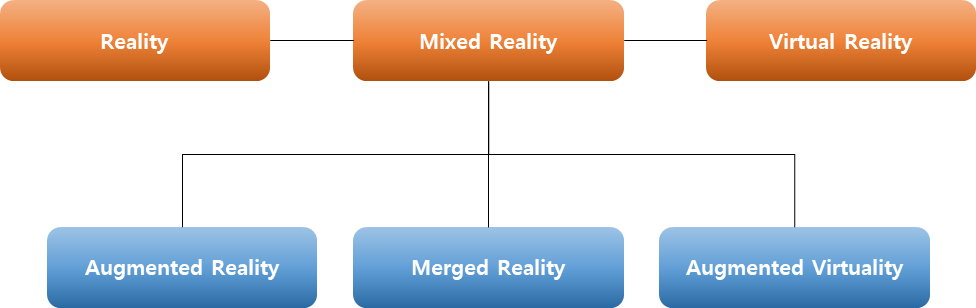 Reality
Mixed Reality
Virtual Reality
Augmented Reality
Merged Reality
Augmented Virtuality